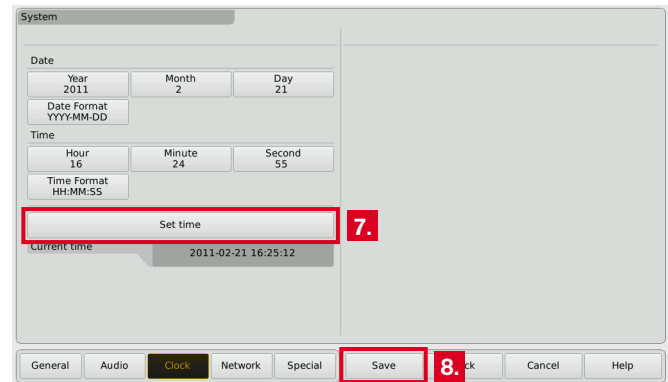 System
Date
Year Month Day
2011 2 21
Date Format
YYYY-MM-DD
Time
Hour Minute Second
16 24 55
Time Format
HH:MM:SS
Set time 7.
Current time 2011-02-21 16:25:12
General Audio Clock Network Special Save 8. ck Cancel Help